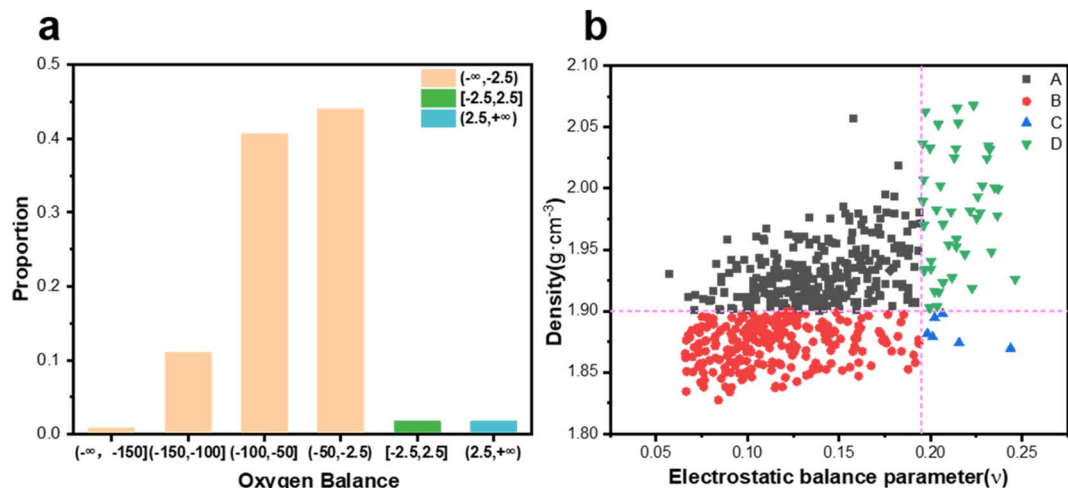 a
0.5
0.4
0.3
0.2
0.1
0.0
Proportion
(-∞,-2.5)
[-2.5,2.5]
(2.5,+∞)
(-∞, -150] (-150,-100] (-100,-50] (-50,-2.5) [-2.5,2.5] (2.5,+∞)
Oxygen Balance
b
2.10
2.05
2.00
1.95
1.90
1.85
1.80
Density(g·cm⁻³)
A
B
C
D
0.05 0.10 0.15 0.20 0.25
Electrostatic balance parameter(ν)